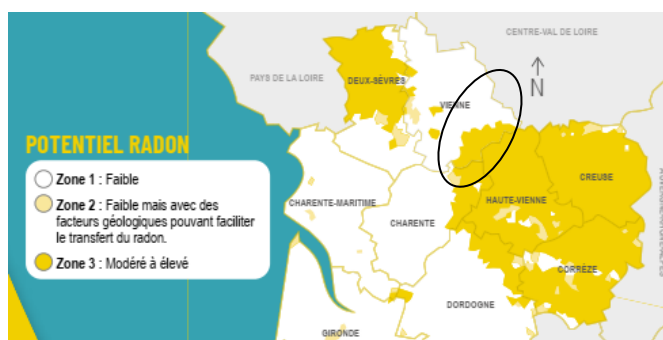 CENTRE-VAL DE LOIRE
PAYS DE LA LOIRE
DEUX-SÈVRES
N
VIENNE
POTENTIEL RADON
Zone 1 : Faible
Zone 2 : Faible mais avec des
facteurs géologiques pouvant faciliter
le transfert du radon.
Zone 3 : Modéré à élevé
CREUSE
CHARENTE-MARITIME
HAUTE-VIENNE
CHARENTE
CORRÈZE
DORDOGNE
GIRONDE